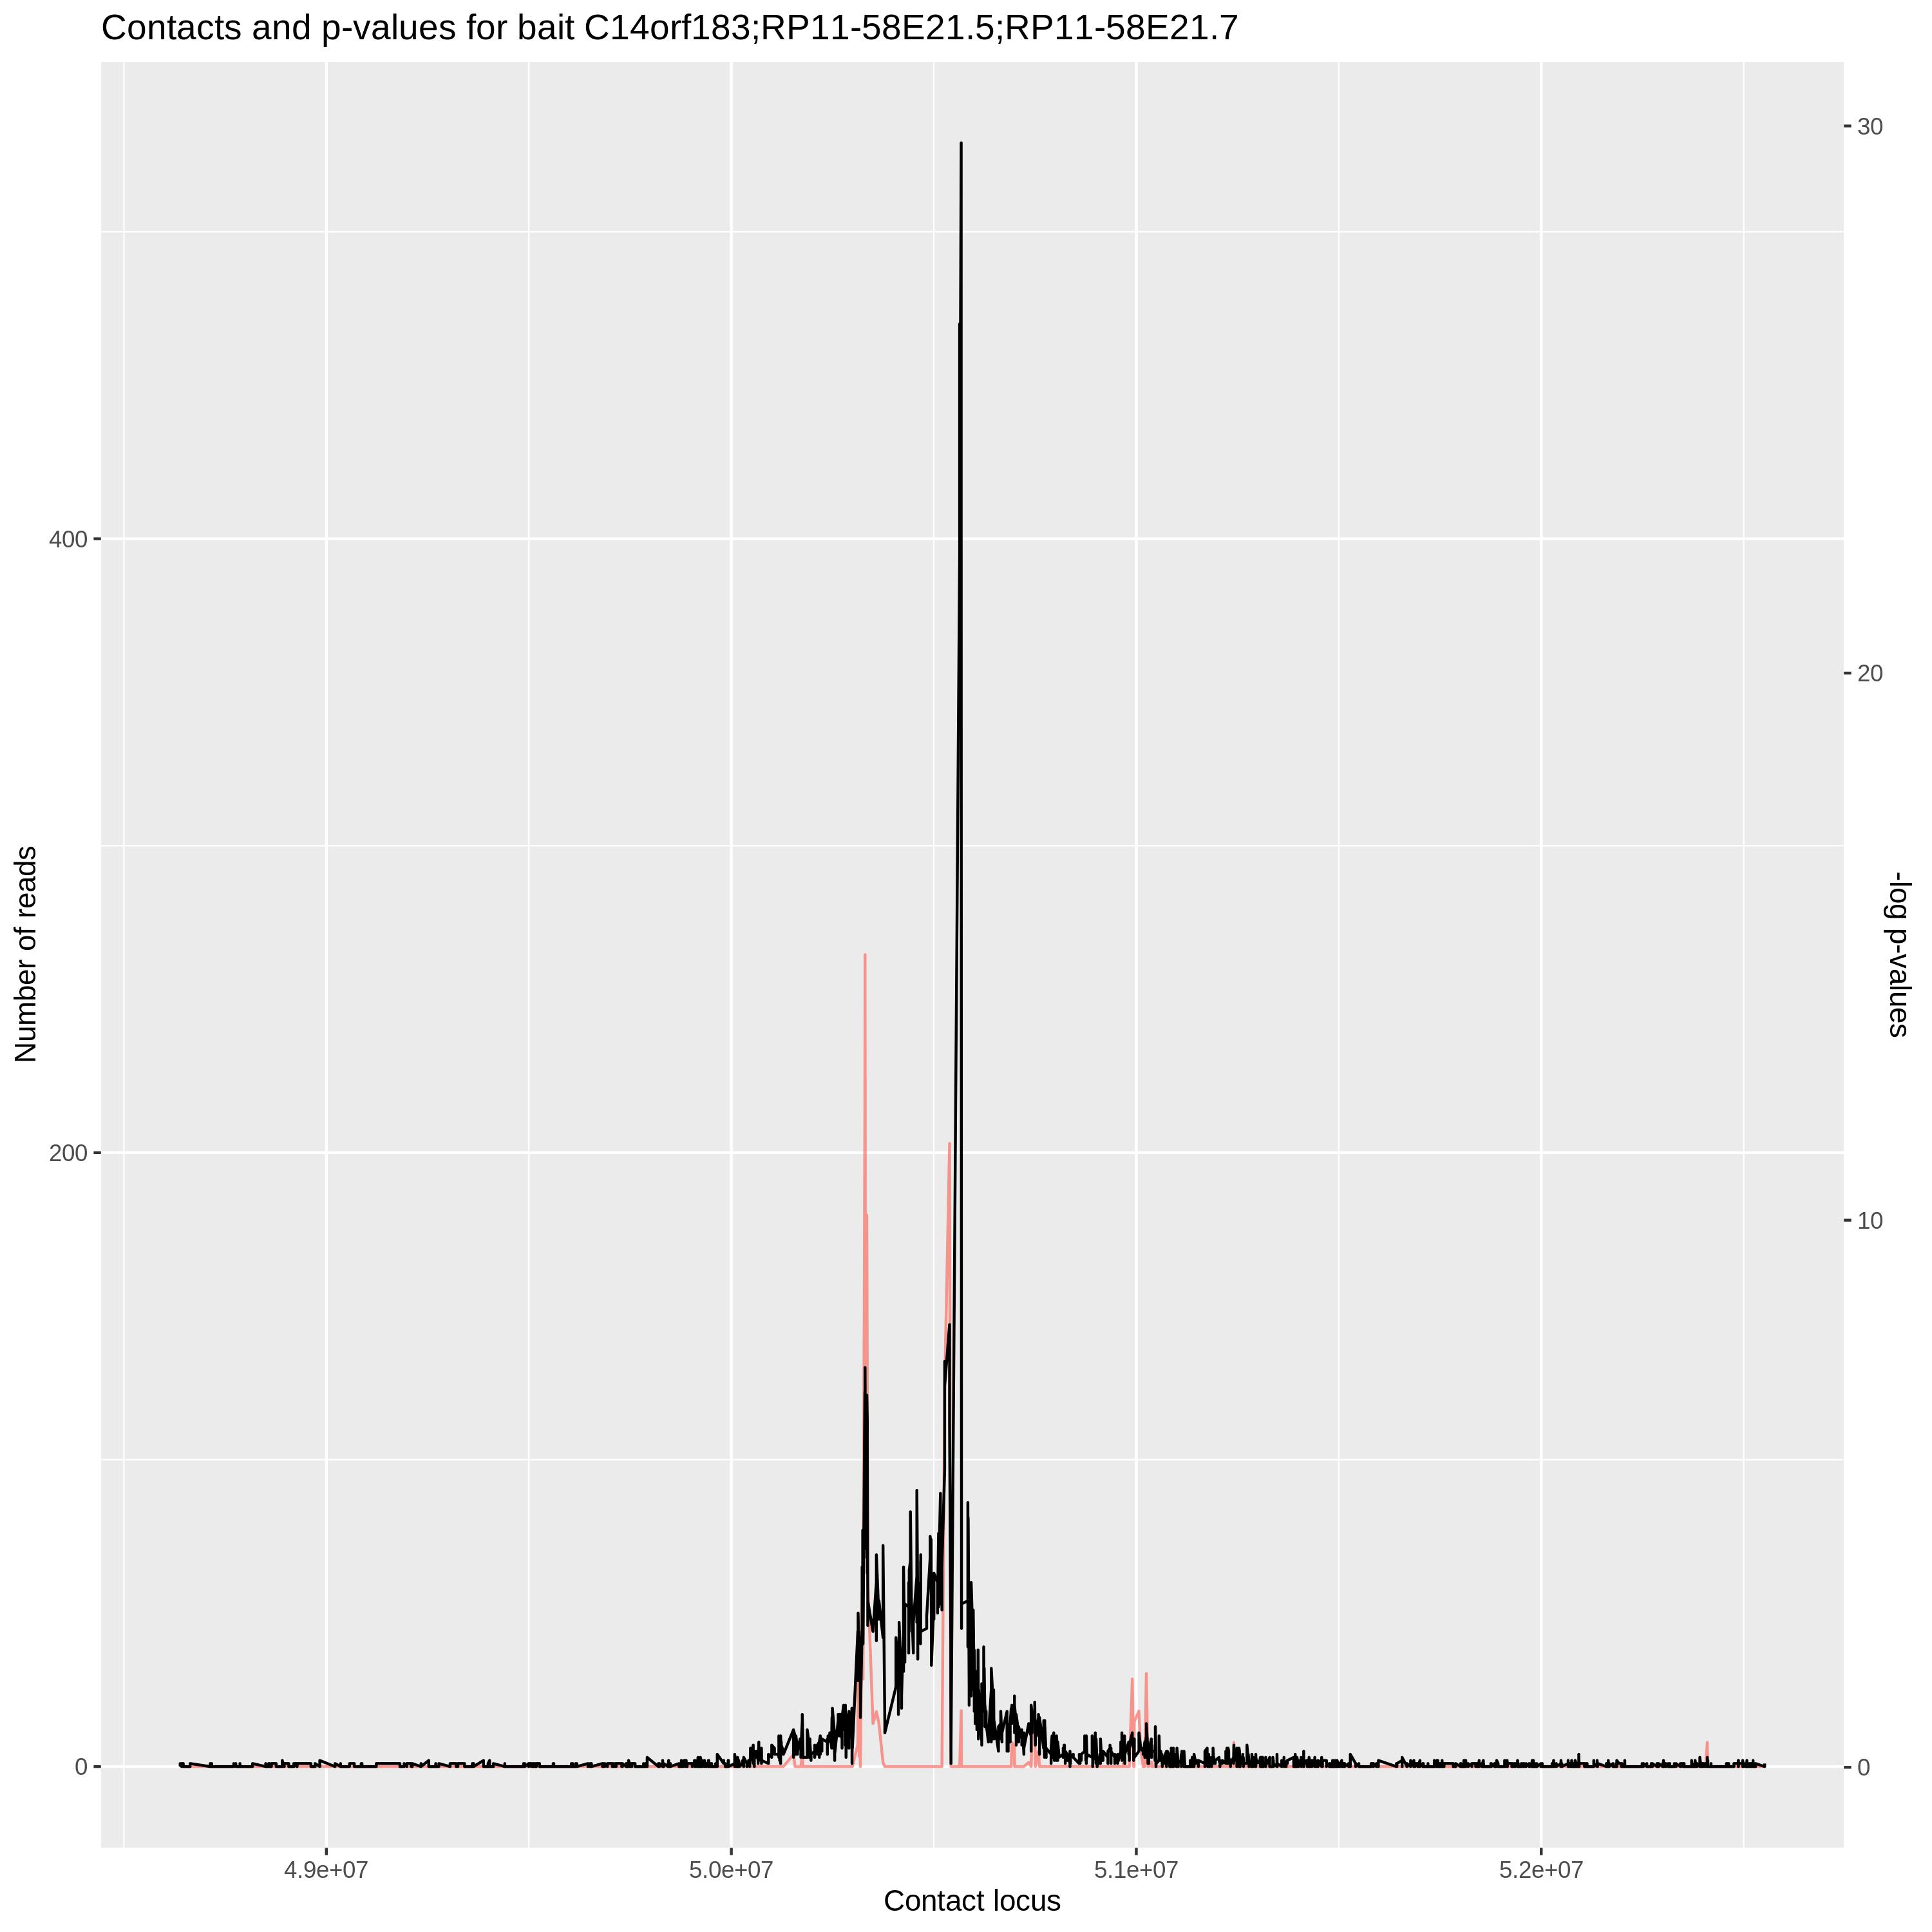 Contacts and p-values for bait C14orf183;RP11-58E21.5;RP11-58E21.7
30
400
20
Number of reads
-log p-values
200
10
0
0
4.9e+07
5.0e+07
5.1e+07
5.2e+07
Contact locus